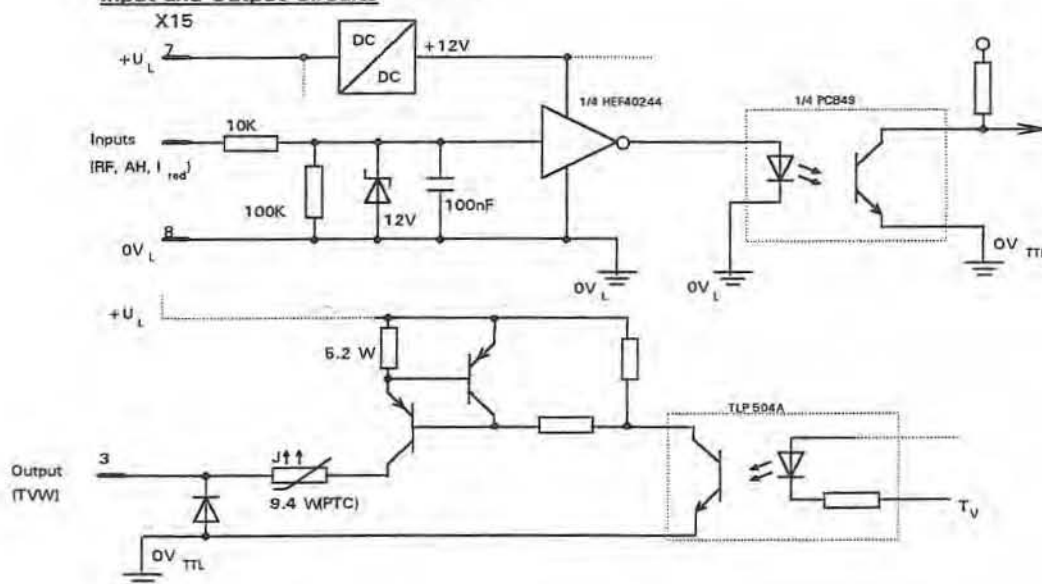 Input and Output Circuits
X15
7
+U L
DC
DC
+12V
1/4 HEF40244
1/4 PC849
Inputs
[RF, AH, I red]
10K
100K
12V
100nF
8
0V L
0V L
0V L
0V TTL
+U L
5.2 W
TLP 504A
Output
[TVW]
3
J↑↑
9.4 W(PTC)
T V
0V TTL